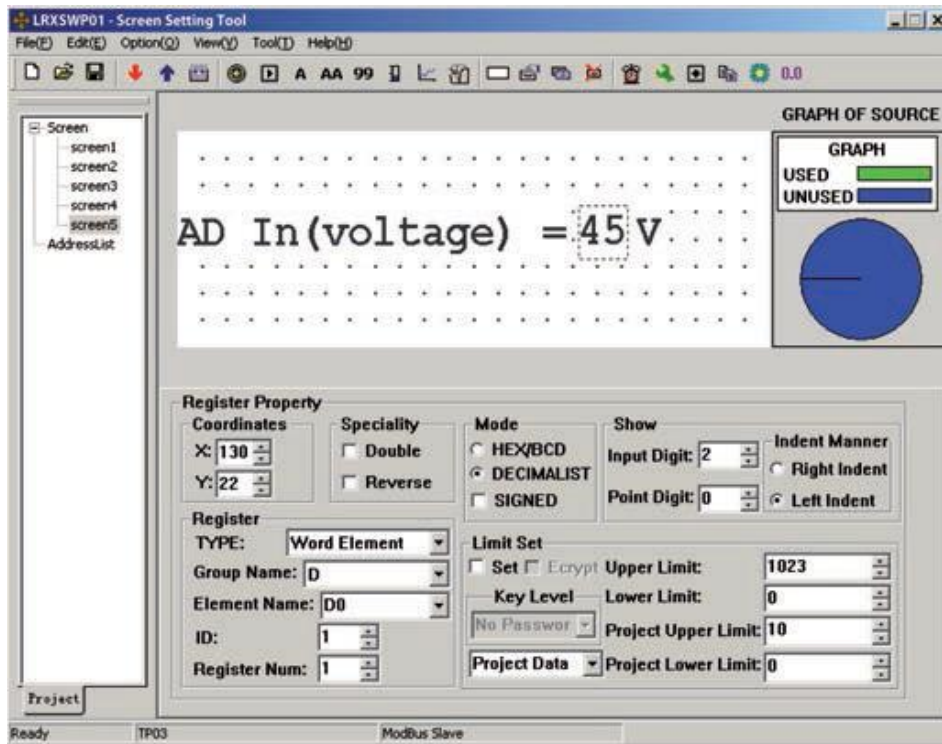 LRXSWP01 - Screen Setting Tool
File(F) Edit(E) Option(O) View(V) Tool(T) Help(H)
A AA 99 0.0
Screen
screen1
screen2
screen3
screen4
screen5
AddressList
Project
AD In(voltage) = 45 V
GRAPH OF SOURCE
GRAPH
USED
UNUSED
Register Property
Coordinates
X: 130
Y: 22
Speciality
Double
Reverse
Mode
HEX/BCD
DECIMALIST
SIGNED
Show
Input Digit: 2
Point Digit: 0
Indent Manner
Right Indent
Left Indent
Register
TYPE: Word Element
Group Name: D
Element Name: D0
ID: 1
Register Num: 1
Limit Set
Set Ecrypt
Key Level
No Passwor
Project Data
Upper Limit: 1023
Lower Limit: 0
Project Upper Limit: 10
Project Lower Limit: 0
Ready TP03 ModBus Slave